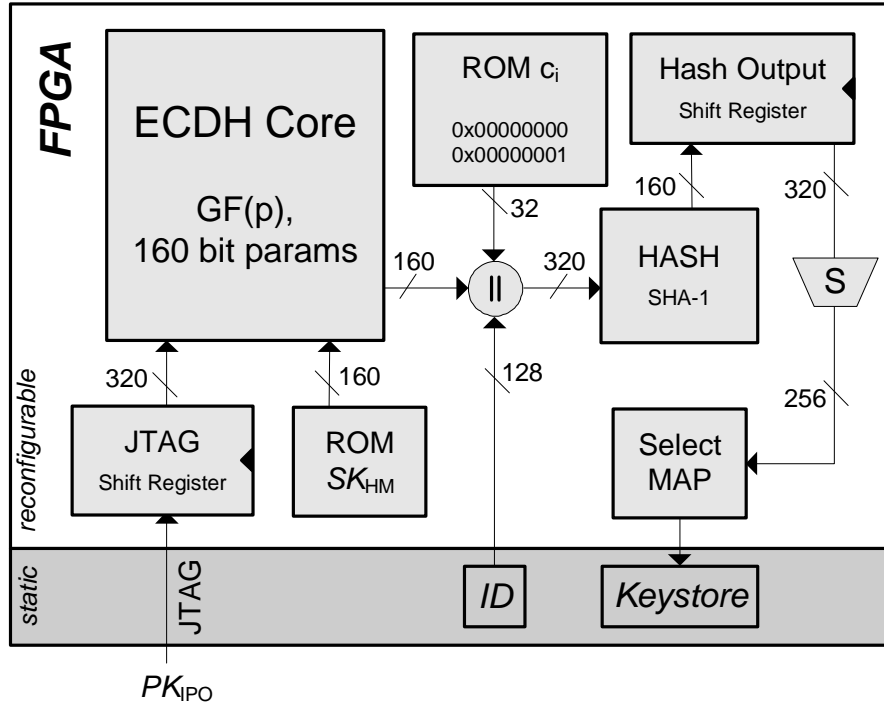 FPGA
ECDH Core
GF(p),
160 bit params
ROM ci
0x00000000
0x00000001
Hash Output
Shift Register
32
160
320
160
||
320
HASH
SHA-1
S
320
160
128
256
reconfigurable
JTAG
Shift Register
ROM
SKHM
Select
MAP
static
JTAG
ID
Keystore
PKIPO